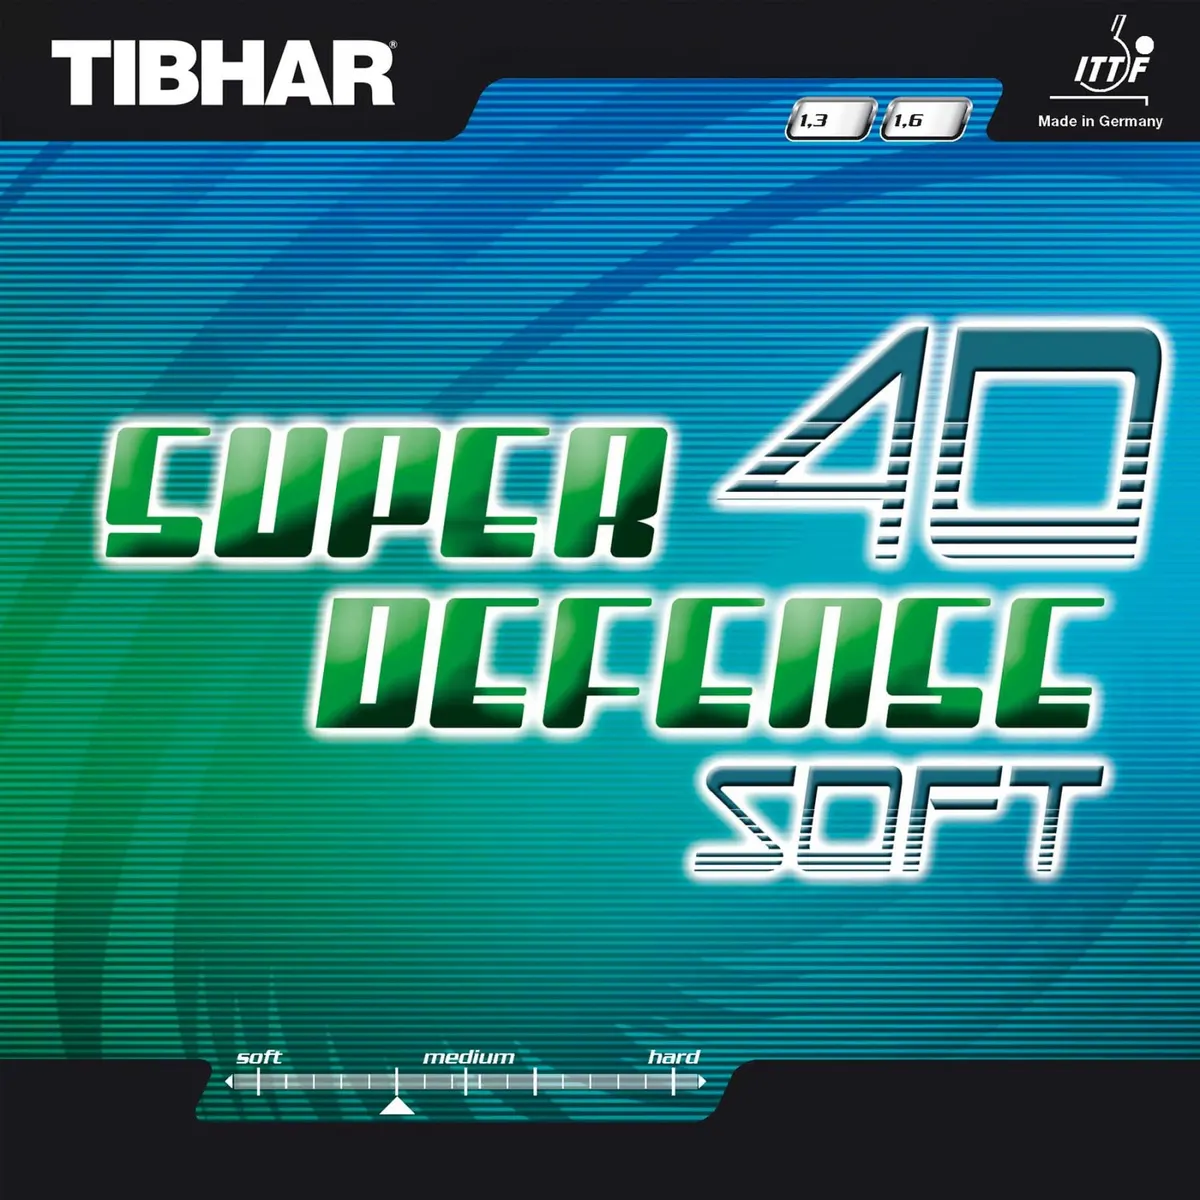 TIBHAR®
ITTF
1,3 1,6
Made in Germany
SUPER 40
DEFENSE
SOFT
soft medium hard